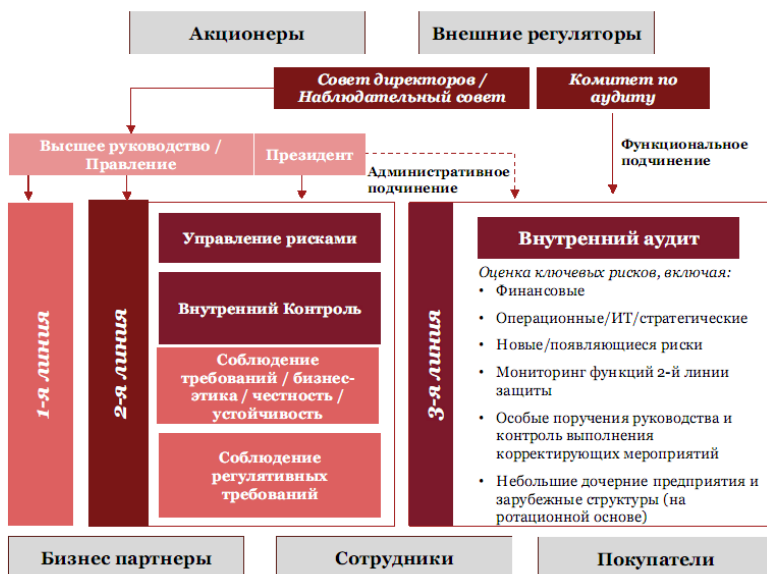 Акционеры
Внешние регуляторы
Совет директоров /
Наблюдательный совет
Комитет по
аудиту
Высшее руководство /
Правление
Президент
Административное
подчинение
Функциональное
подчинение
1-я линия
2-я линия
Управление рисками
Внутренний Контроль
Соблюдение
требований / бизнес-
этика / честность /
устойчивость
Соблюдение
регулятивных
требований
3-я линия
Внутренний аудит
Оценка ключевых рисков, включая:
• Финансовые
• Операционные/ИТ/стратегические
• Новые/появляющиеся риски
• Мониторинг функций 2-й линии
защиты
• Особые поручения руководства и
контроль выполнения
корректирующих мероприятий
• Небольшие дочерние предприятия и
зарубежные структуры (на
ротационной основе)
Бизнес партнеры
Сотрудники
Покупатели